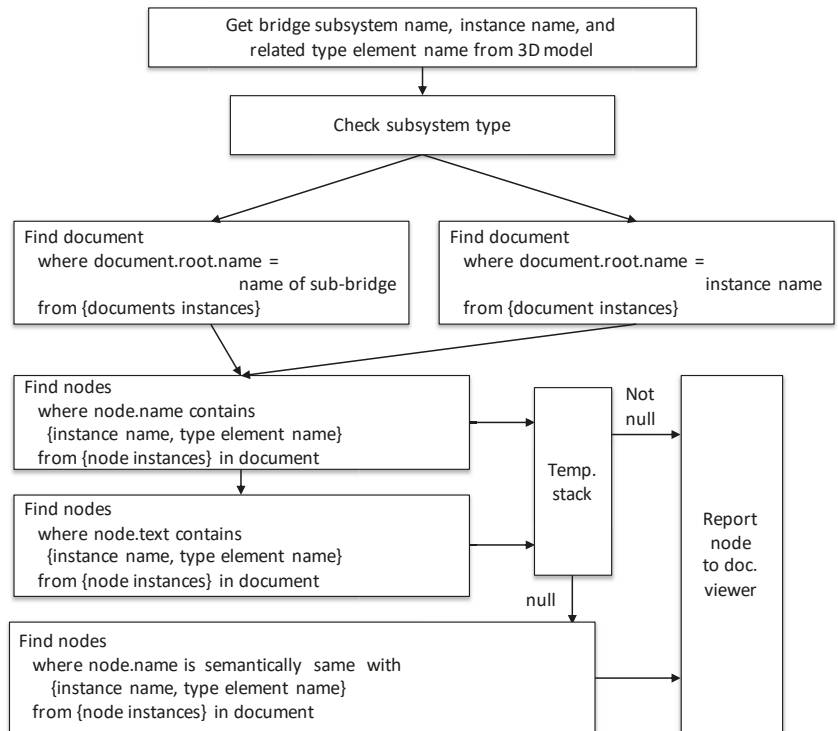 Get bridge subsystem name, instance name, and
related type element name from 3D model
Check subsystem type
Find document
where document.root.name =
name of sub-bridge
from {documents instances}
Find document
where document.root.name =
instance name
from {document instances}
Find nodes
where node.name contains
{instance name, type element name}
from {node instances} in document
Find nodes
where node.text contains
{instance name, type element name}
from {node instances} in document
Temp.
stack
Not
null
null
Report
node
to doc.
viewer
Find nodes
where node.name is semantically same with
{instance name, type element name}
from {node instances} in document